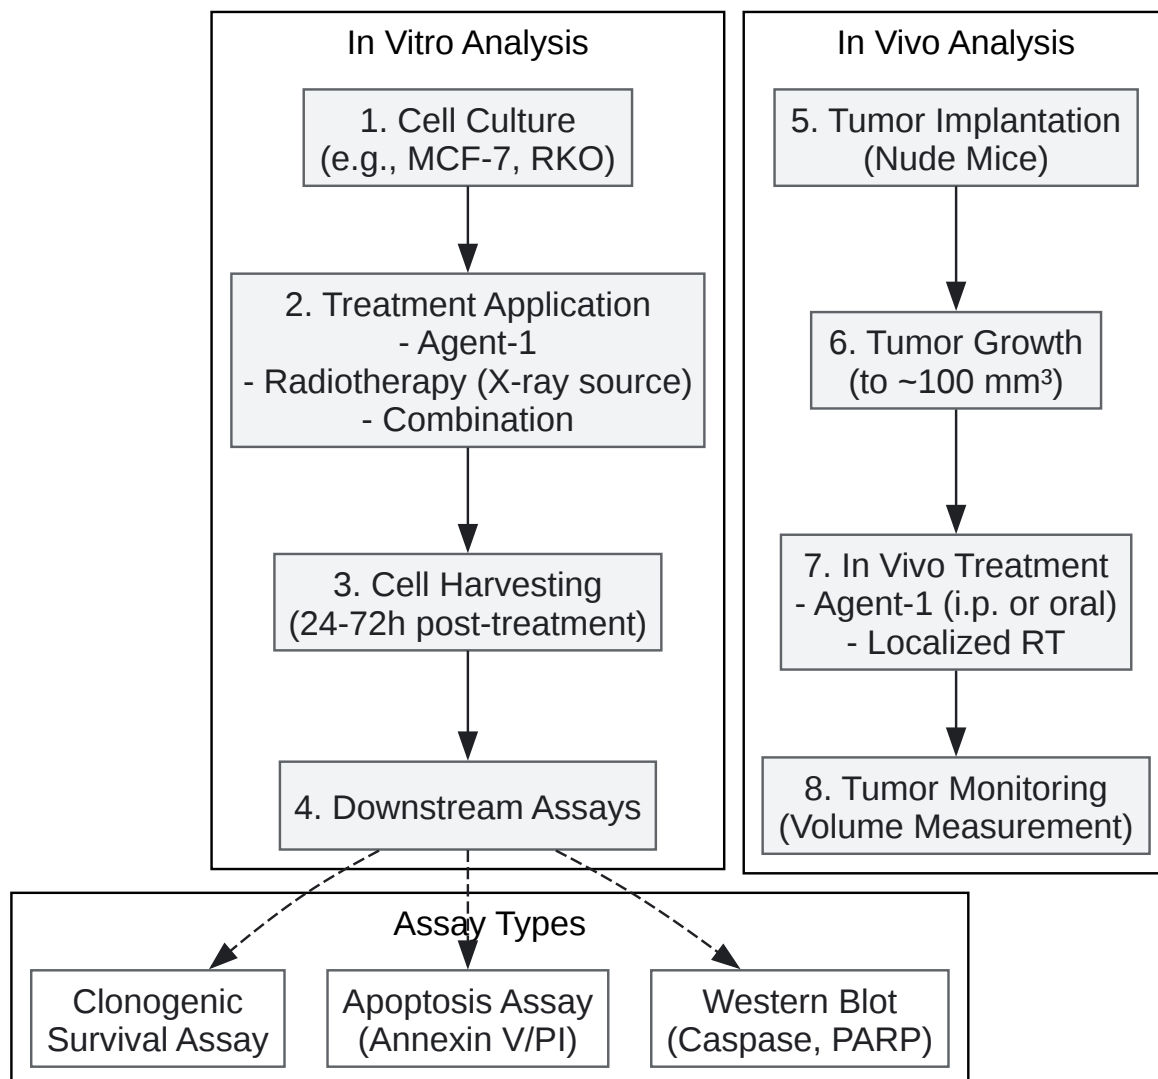 In Vitro Analysis
1. Cell Culture
(e.g., MCF-7, RKO)
2. Treatment Application
- Agent-1
- Radiotherapy (X-ray source)
- Combination
3. Cell Harvesting
(24-72h post-treatment)
4. Downstream Assays
In Vivo Analysis
5. Tumor Implantation
(Nude Mice)
6. Tumor Growth
(to ~100 mm³)
7. In Vivo Treatment
- Agent-1 (i.p. or oral)
- Localized RT
8. Tumor Monitoring
(Volume Measurement)
Assay Types
Clonogenic
Survival Assay
Apoptosis Assay
(Annexin V/PI)
Western Blot
(Caspase, PARP)